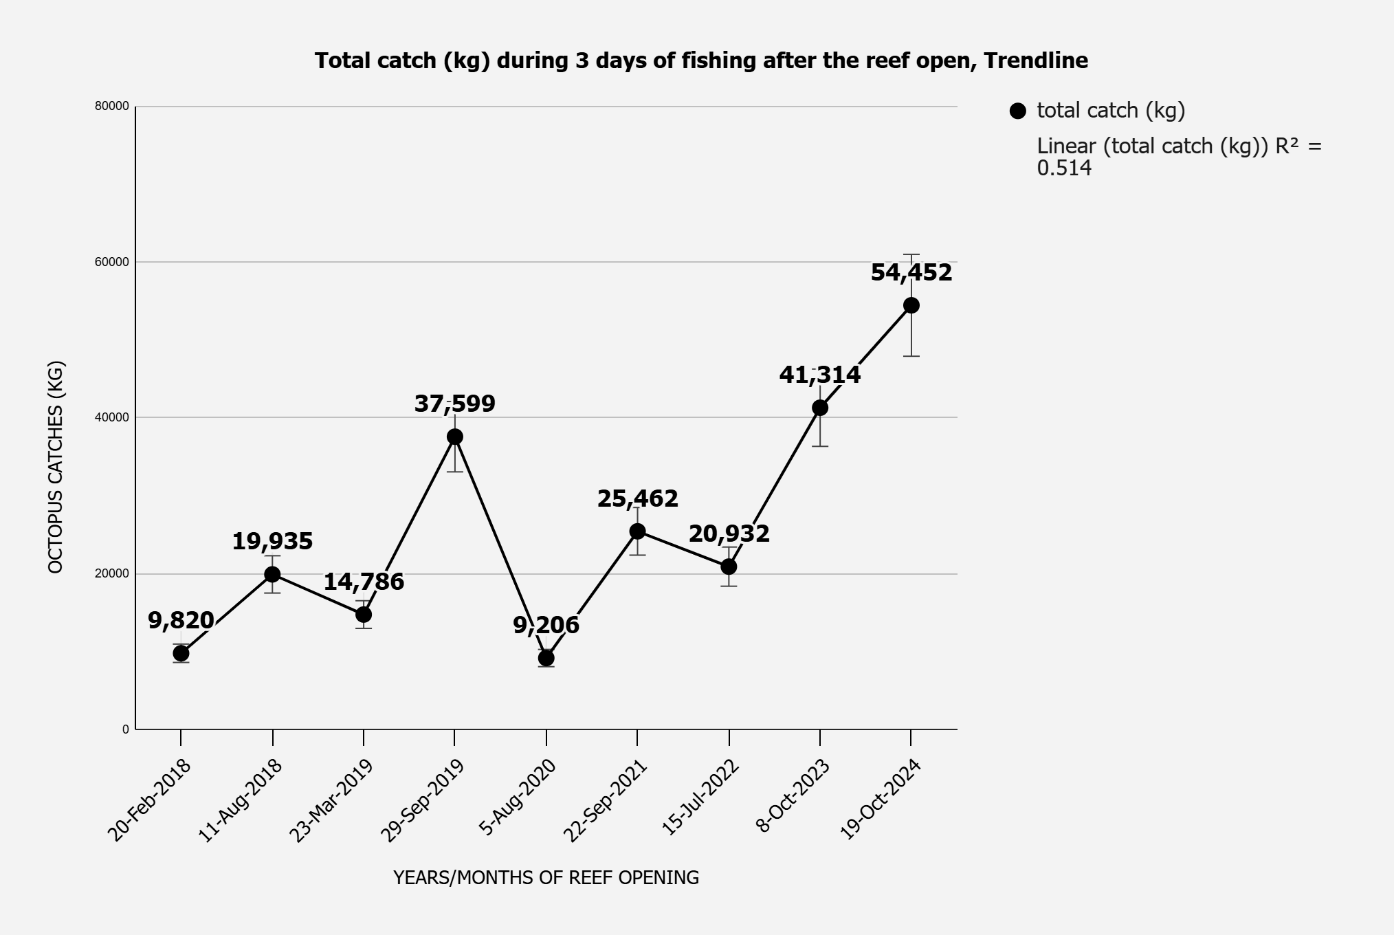 Total catch (kg) during 3 days of fishing after the reef open, Trendline
total catch (kg)
Linear (total catch (kg)) R² =
0.514
OCTOPUS CATCHES (KG)
80000
60000
40000
20000
0
9,820
19,935
14,786
37,599
9,206
25,462
20,932
41,314
54,452
20-Feb-2018
11-Aug-2018
23-Mar-2019
29-Sep-2019
5-Aug-2020
22-Sep-2021
15-Jul-2022
8-Oct-2023
19-Oct-2024
YEARS/MONTHS OF REEF OPENING